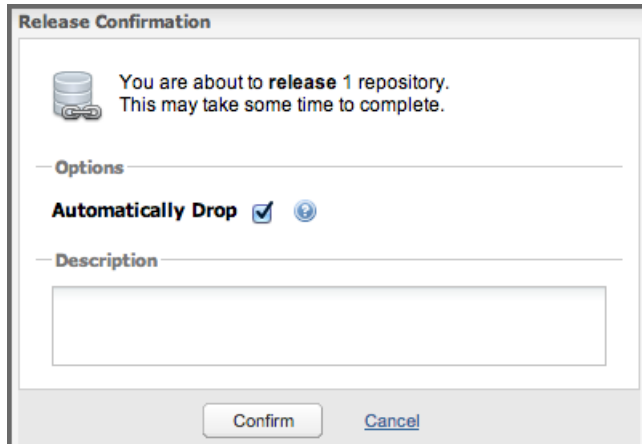 Release Confirmation
You are about to release 1 repository.
This may take some time to complete.
Options
Automatically Drop
Description
Confirm
Cancel